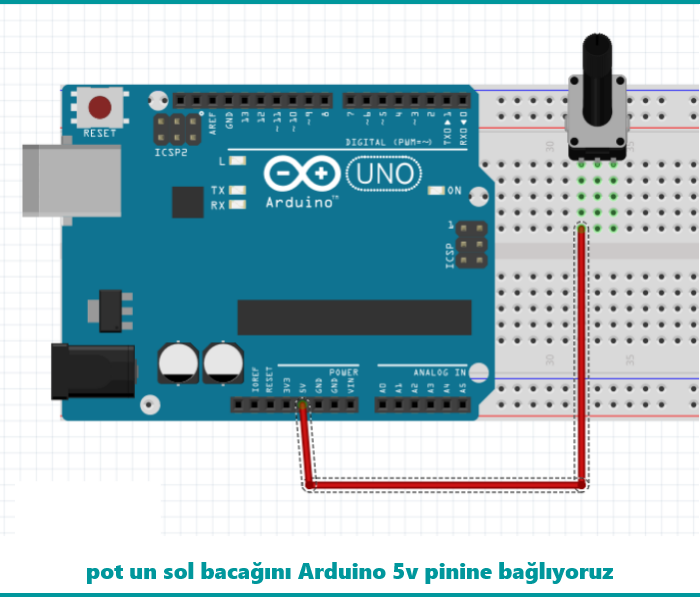 RESET
ICSP2
AREF
GND
13
12
~11
~10
~9
8
7
~6
~5
4
~3
2
TXD▶1
RXD◀0
DIGITAL (PWM=~)
L
TX
RX
ON
UNO
Arduino™
1
ICSP
30
35
30
35
POWER
ANALOG IN
IOREF
RESET
3V3
5V
GND
GND
VIN
A0
A1
A2
A3
A4
A5
pot un sol bacağını Arduino 5v pinine bağlıyoruz